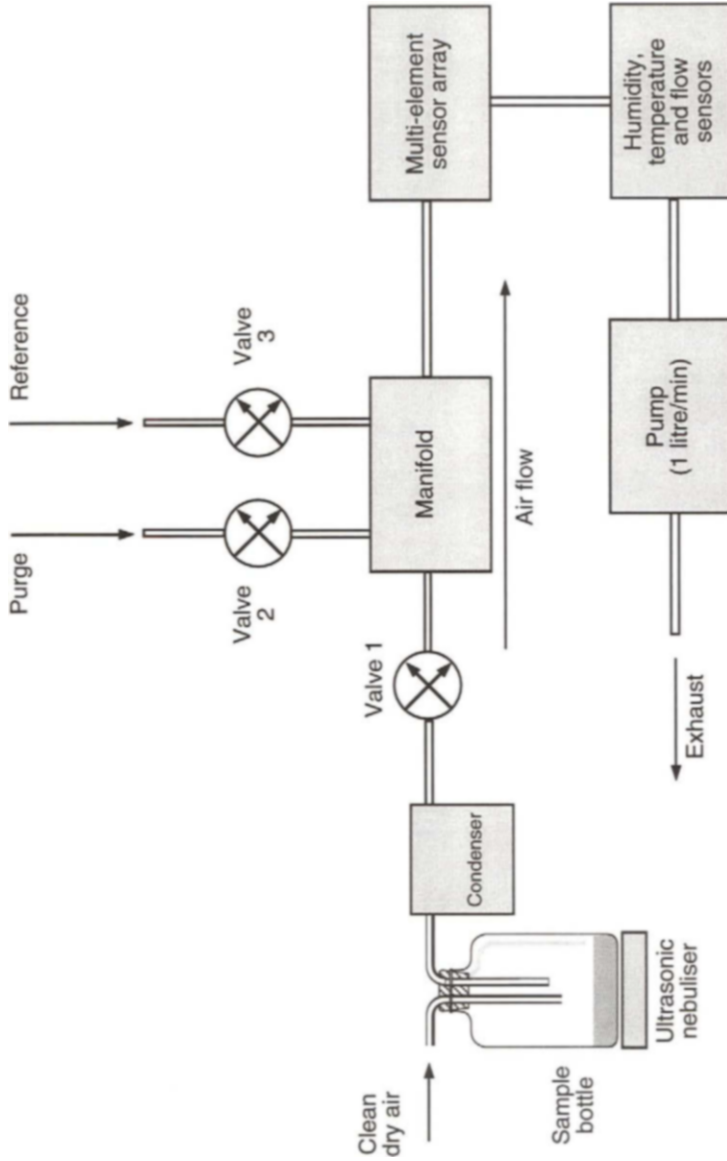 Clean
dry air
Sample
bottle
Ultrasonic
nebuliser
Condenser
Valve 1
Purge
Valve
2
Reference
Valve
3
Manifold
Air flow
Multi-element
sensor array
Humidity,
temperature
and flow
sensors
Pump
(1 litre/min)
Exhaust